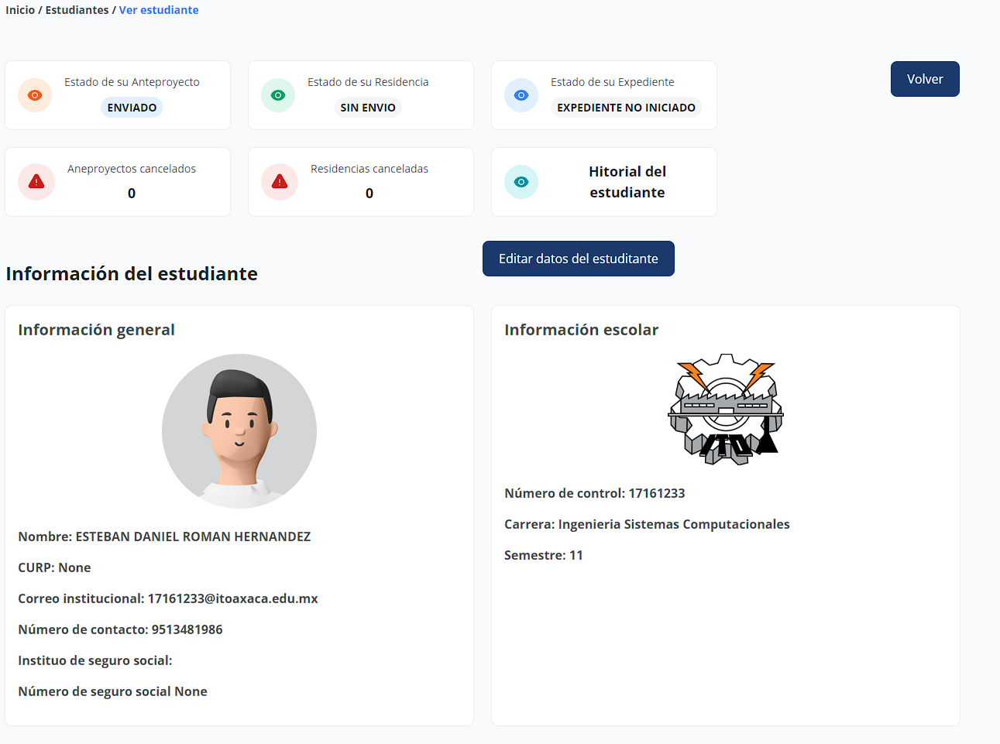 Inicio / Estudiantes / Ver estudiante
Volver
Estado de su Anteproyecto
ENVIADO
Estado de su Residencia
SIN ENVIO
Estado de su Expediente
EXPEDIENTE NO INICIADO
Aneproyectos cancelados
0
Residencias canceladas
0
Hitorial del
estudiante
Editar datos del estuditante
Información del estudiante
Información general
Nombre: ESTEBAN DANIEL ROMAN HERNANDEZ
CURP: None
Correo institucional: 17161233@itoaxaca.edu.mx
Número de contacto: 9513481986
Instituo de seguro social:
Número de seguro social None
Información escolar
ITO
Número de control: 17161233
Carrera: Ingenieria Sistemas Computacionales
Semestre: 11